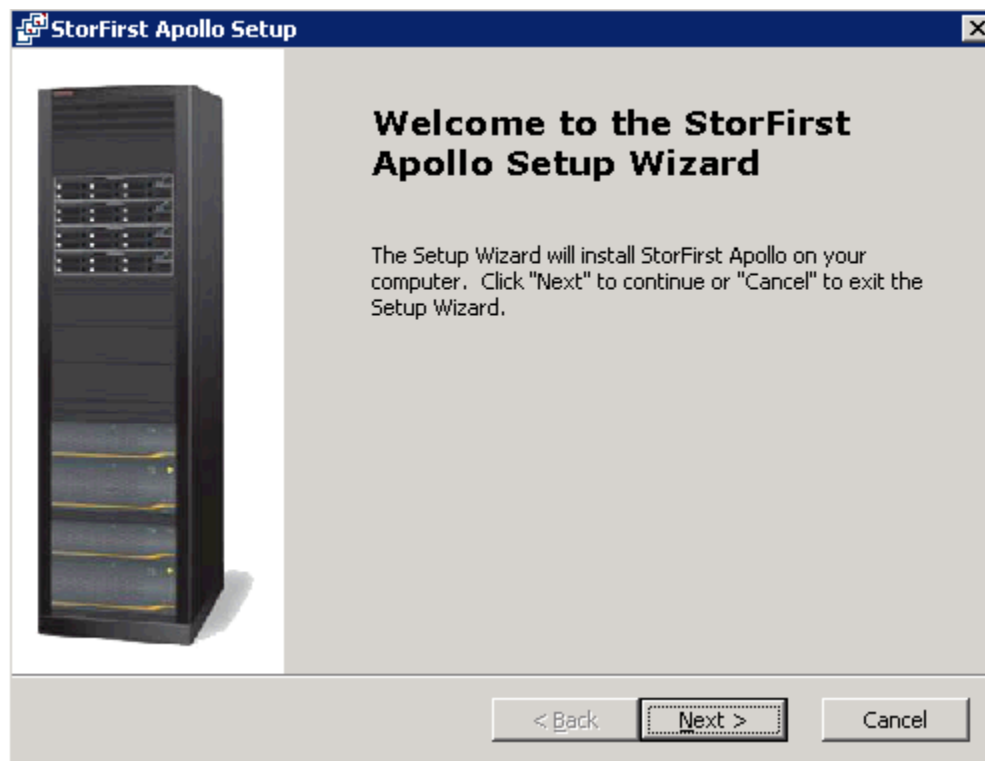 StorFirst Apollo Setup
Welcome to the StorFirst
Apollo Setup Wizard
The Setup Wizard will install StorFirst Apollo on your
computer.  Click "Next" to continue or "Cancel" to exit the
Setup Wizard.
< Back
Next >
Cancel